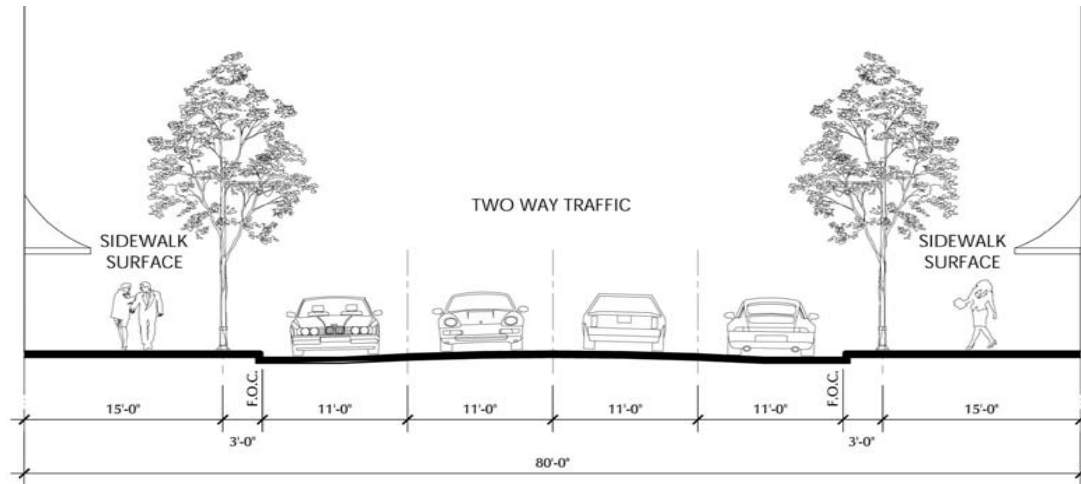 TWO WAY TRAFFIC
SIDEWALK
SURFACE
SIDEWALK
SURFACE
F.O.C.
F.O.C.
15'-0"
11'-0"
11'-0"
11'-0"
11'-0"
15'-0"
3'-0"
3'-0"
80'-0"